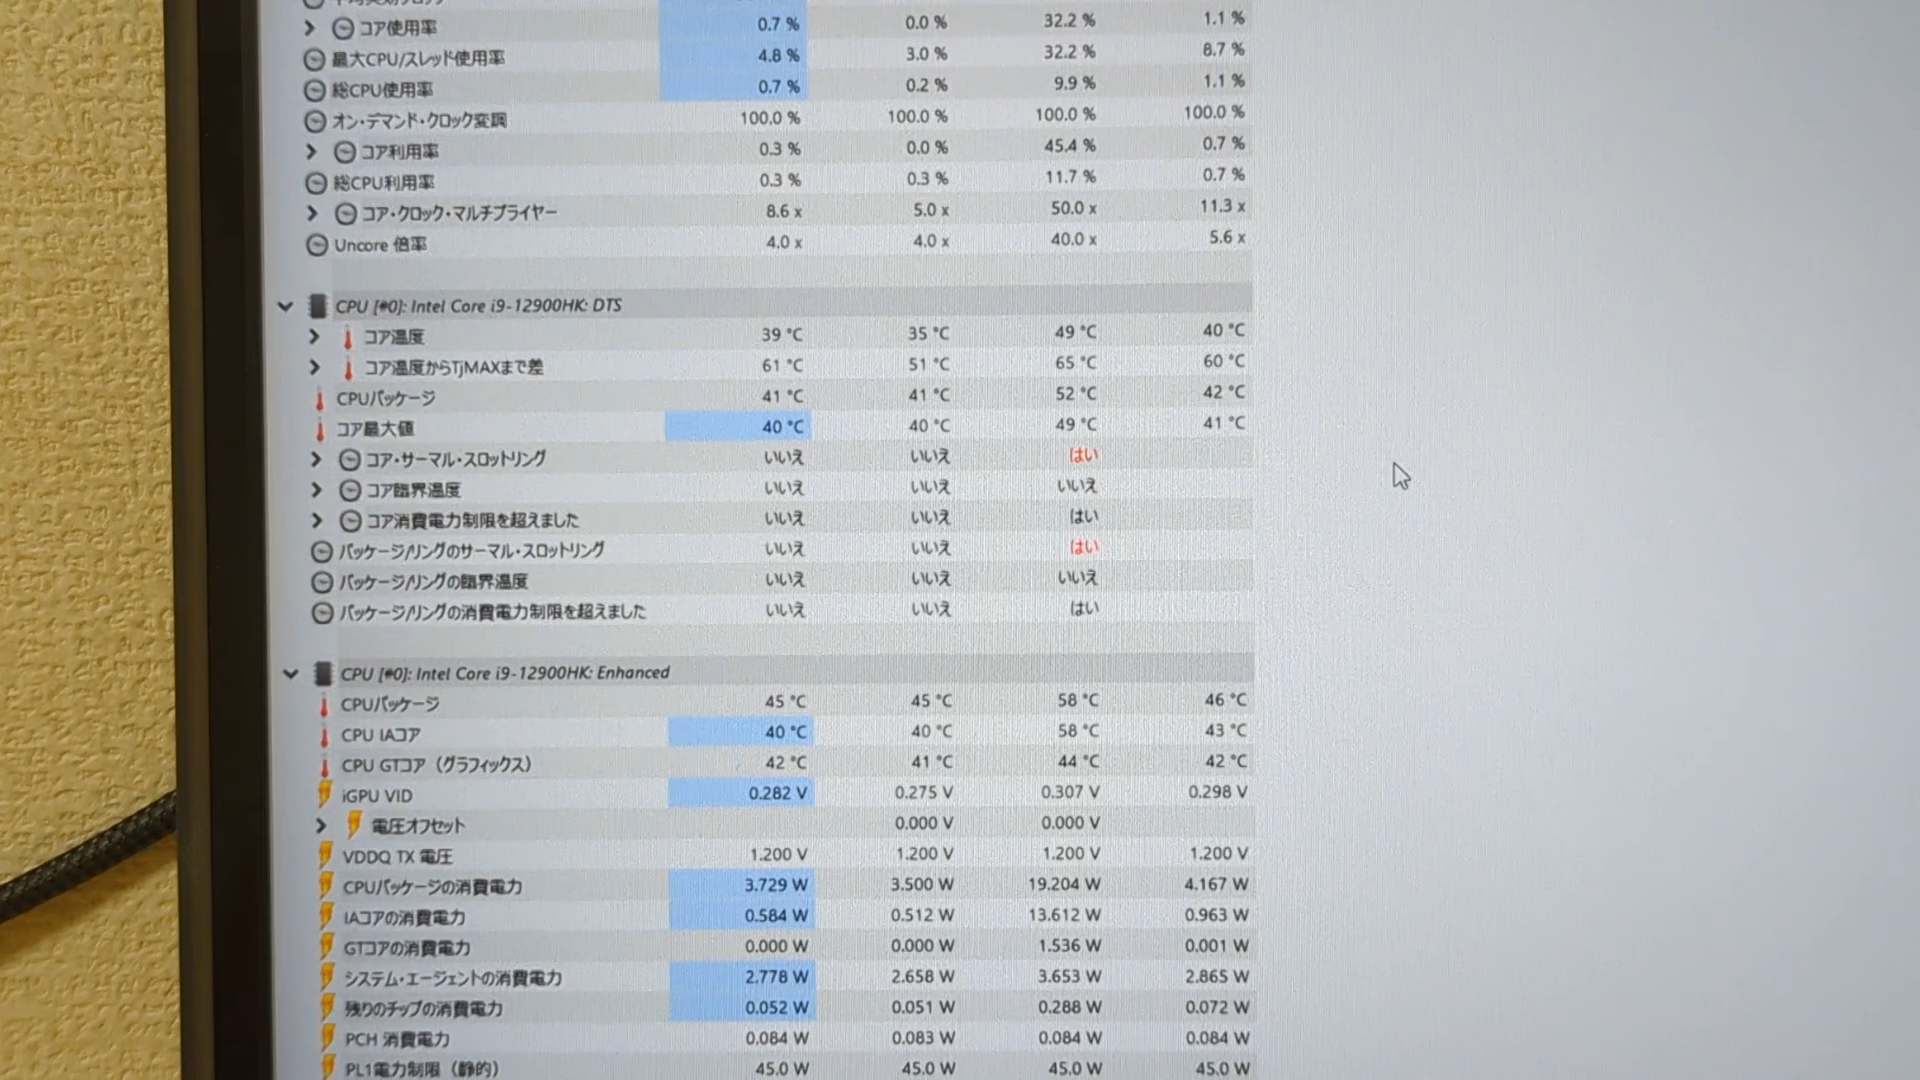 コア使用率 0.7 % 0.0 % 32.2 % 1.1 %
最大CPU/スレッド使用率 4.8 % 3.0 % 32.2 % 8.7 %
総CPU使用率 0.7 % 0.2 % 9.9 % 1.1 %
オン・デマンド・クロック変調 100.0 % 100.0 % 100.0 % 100.0 %
コア利用率 0.3 % 0.0 % 45.4 % 0.7 %
総CPU利用率 0.3 % 0.3 % 11.7 % 0.7 %
コア・クロック・マルチプライヤー 8.6 x 5.0 x 50.0 x 11.3 x
Uncore 倍率 4.0 x 4.0 x 40.0 x 5.6 x
CPU [#0]: Intel Core i9-12900HK: DTS
コア温度 39 °C 35 °C 49 °C 40 °C
コア温度からTjMAXまで差 61 °C 51 °C 65 °C 60 °C
CPUパッケージ 41 °C 41 °C 52 °C 42 °C
コア最大値 40 °C 40 °C 49 °C 41 °C
コア・サーマル・スロットリング いいえ いいえ はい
コア臨界温度 いいえ いいえ いいえ
コア消費電力制限を超えました いいえ いいえ はい
パッケージ/リングのサーマル・スロットリング いいえ いいえ はい
パッケージ/リングの臨界温度 いいえ いいえ いいえ
パッケージ/リングの消費電力制限を超えました いいえ いいえ はい
CPU [#0]: Intel Core i9-12900HK: Enhanced
CPUパッケージ 45 °C 45 °C 58 °C 46 °C
CPU IAコア 40 °C 40 °C 58 °C 43 °C
CPU GTコア（グラフィックス） 42 °C 41 °C 44 °C 42 °C
iGPU VID 0.282 V 0.275 V 0.307 V 0.298 V
電圧オフセット 0.000 V 0.000 V
VDDQ TX 電圧 1.200 V 1.200 V 1.200 V 1.200 V
CPUパッケージの消費電力 3.729 W 3.500 W 19.204 W 4.167 W
IAコアの消費電力 0.584 W 0.512 W 13.612 W 0.963 W
GTコアの消費電力 0.000 W 0.000 W 1.536 W 0.001 W
システム・エージェントの消費電力 2.778 W 2.658 W 3.653 W 2.865 W
残りのチップの消費電力 0.052 W 0.051 W 0.288 W 0.072 W
PCH 消費電力 0.084 W 0.083 W 0.084 W 0.084 W
PL1電力制限（静的） 45.0 W 45.0 W 45.0 W 45.0 W